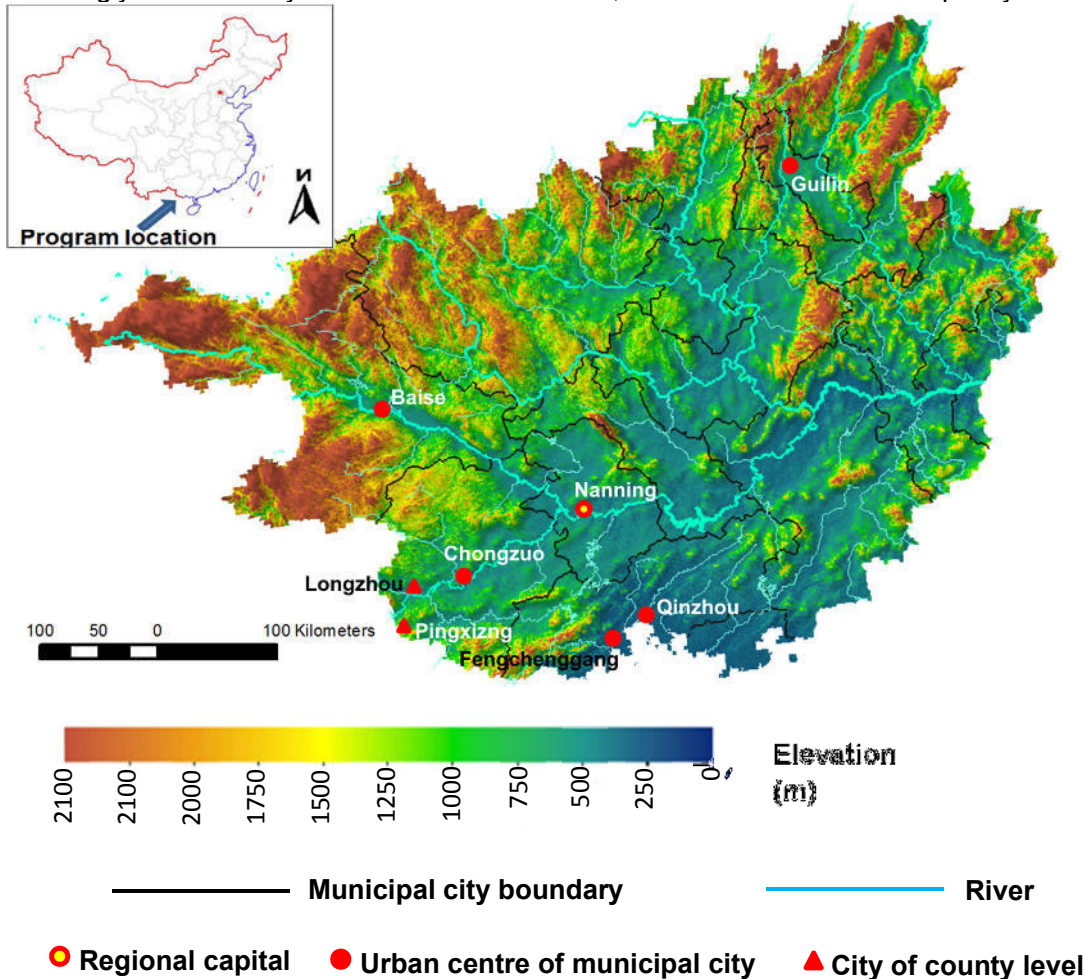 N
Program location
Guilin
Baise
Nanning
Chongzuo
Longzhou
Qinzhou
Pingxizng
Fengchenggang
100 50 0 100 Kilometers
2100 2100 2000 1750 1500 1250 1000 750 500 250 0
Elevation
(m)
Municipal city boundary River
Regional capital Urban centre of municipal city City of county level